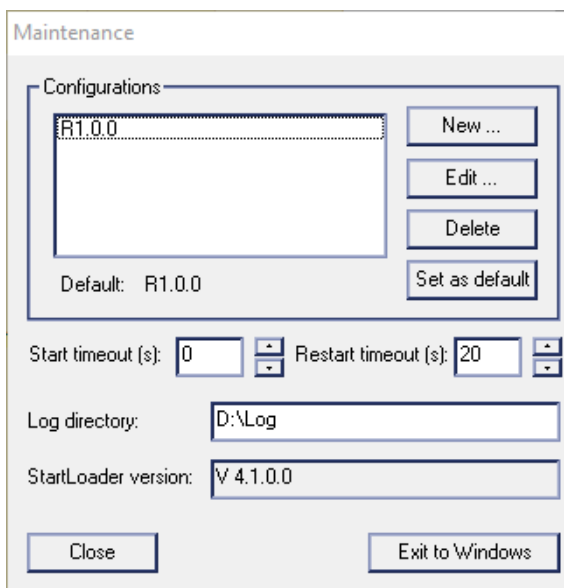 Maintenance
Configurations
R1.0.0
New ...
Edit ...
Delete
Set as default
Default: R1.0.0
Start timeout (s): 0 Restart timeout (s): 20
Log directory: D:\Log
StartLoader version: V 4.1.0.0
Close Exit to Windows